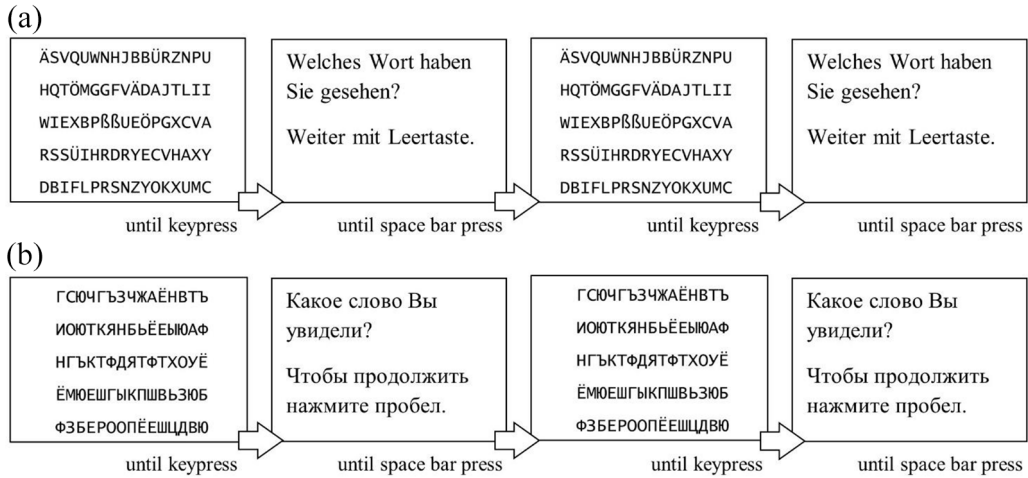 (a)
ÄSVQUWNHJBBÜRZNPU
HQTÖMGGFVÄDAJTLII
WIEXBPßßUEÖPGXCVA
RSSÜIHRDRYECVHAXY
DBIFLPRSNZYOKXUMC
until keypress
Welches Wort haben
Sie gesehen?
Weiter mit Leertaste.
until space bar press
ÄSVQUWNHJBBÜRZNPU
HQTÖMGGFVÄDAJTLII
WIEXBPßßUEÖPGXCVA
RSSÜIHRDRYECVHAXY
DBIFLPRSNZYOKXUMC
until keypress
Welches Wort haben
Sie gesehen?
Weiter mit Leertaste.
until space bar press
(b)
ГСЮЧГЪЗЧЖАЁНВТЪ
ИОЮТКЯНБЬЁЕЫЮАФ
НГЪКТФДЯТФТХОУЁ
ЁМЮЕШГЫКПШВЬЗЮБ
ФЗБЕРООПЁЕШЦДВЮ
until keypress
Какое слово Вы
увидели?
Чтобы продолжить
нажмите пробел.
until space bar press
ГСЮЧГЪЗЧЖАЁНВТЪ
ИОЮТКЯНБЬЁЕЫЮАФ
НГЪКТФДЯТФТХОУЁ
ЁМЮЕШГЫКПШВЬЗЮБ
ФЗБЕРООПЁЕШЦДВЮ
until keypress
Какое слово Вы
увидели?
Чтобы продолжить
нажмите пробел.
until space bar press